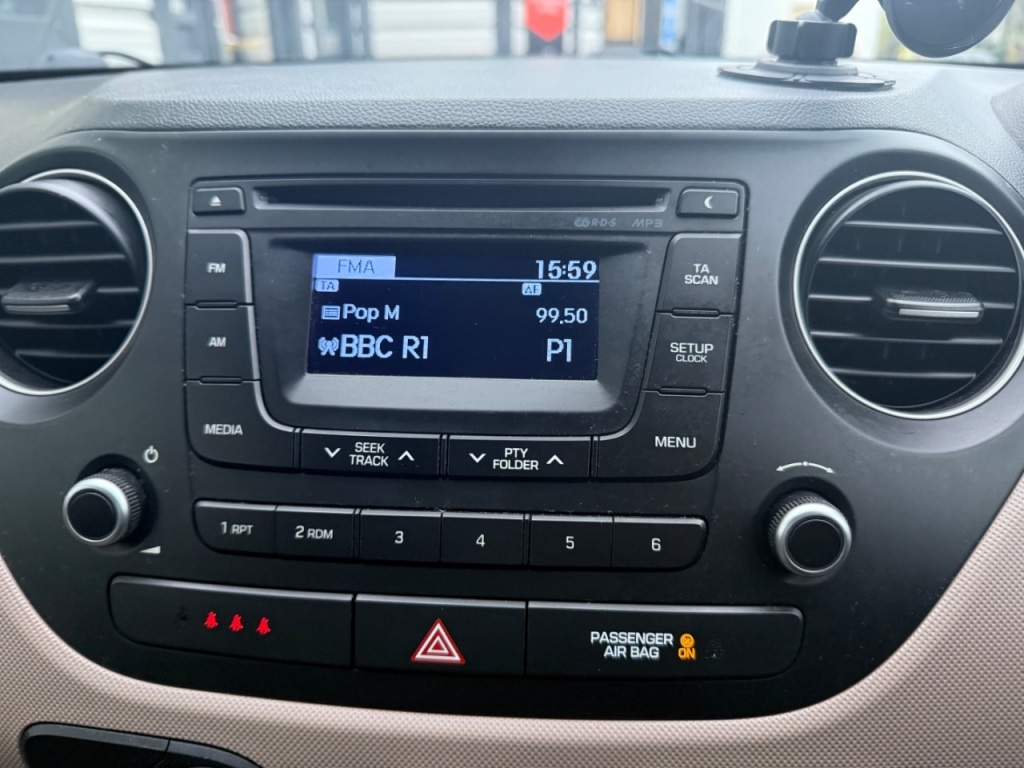 RDS MP3
FM
AM
MEDIA
FMA 15:59
TA AF
Pop M 99.50
BBC R1 P1
TA
SCAN
SETUP
CLOCK
MENU
SEEK
TRACK
PTY
FOLDER
1 RPT 2 RDM 3 4 5 6
PASSENGER
AIR BAG ON